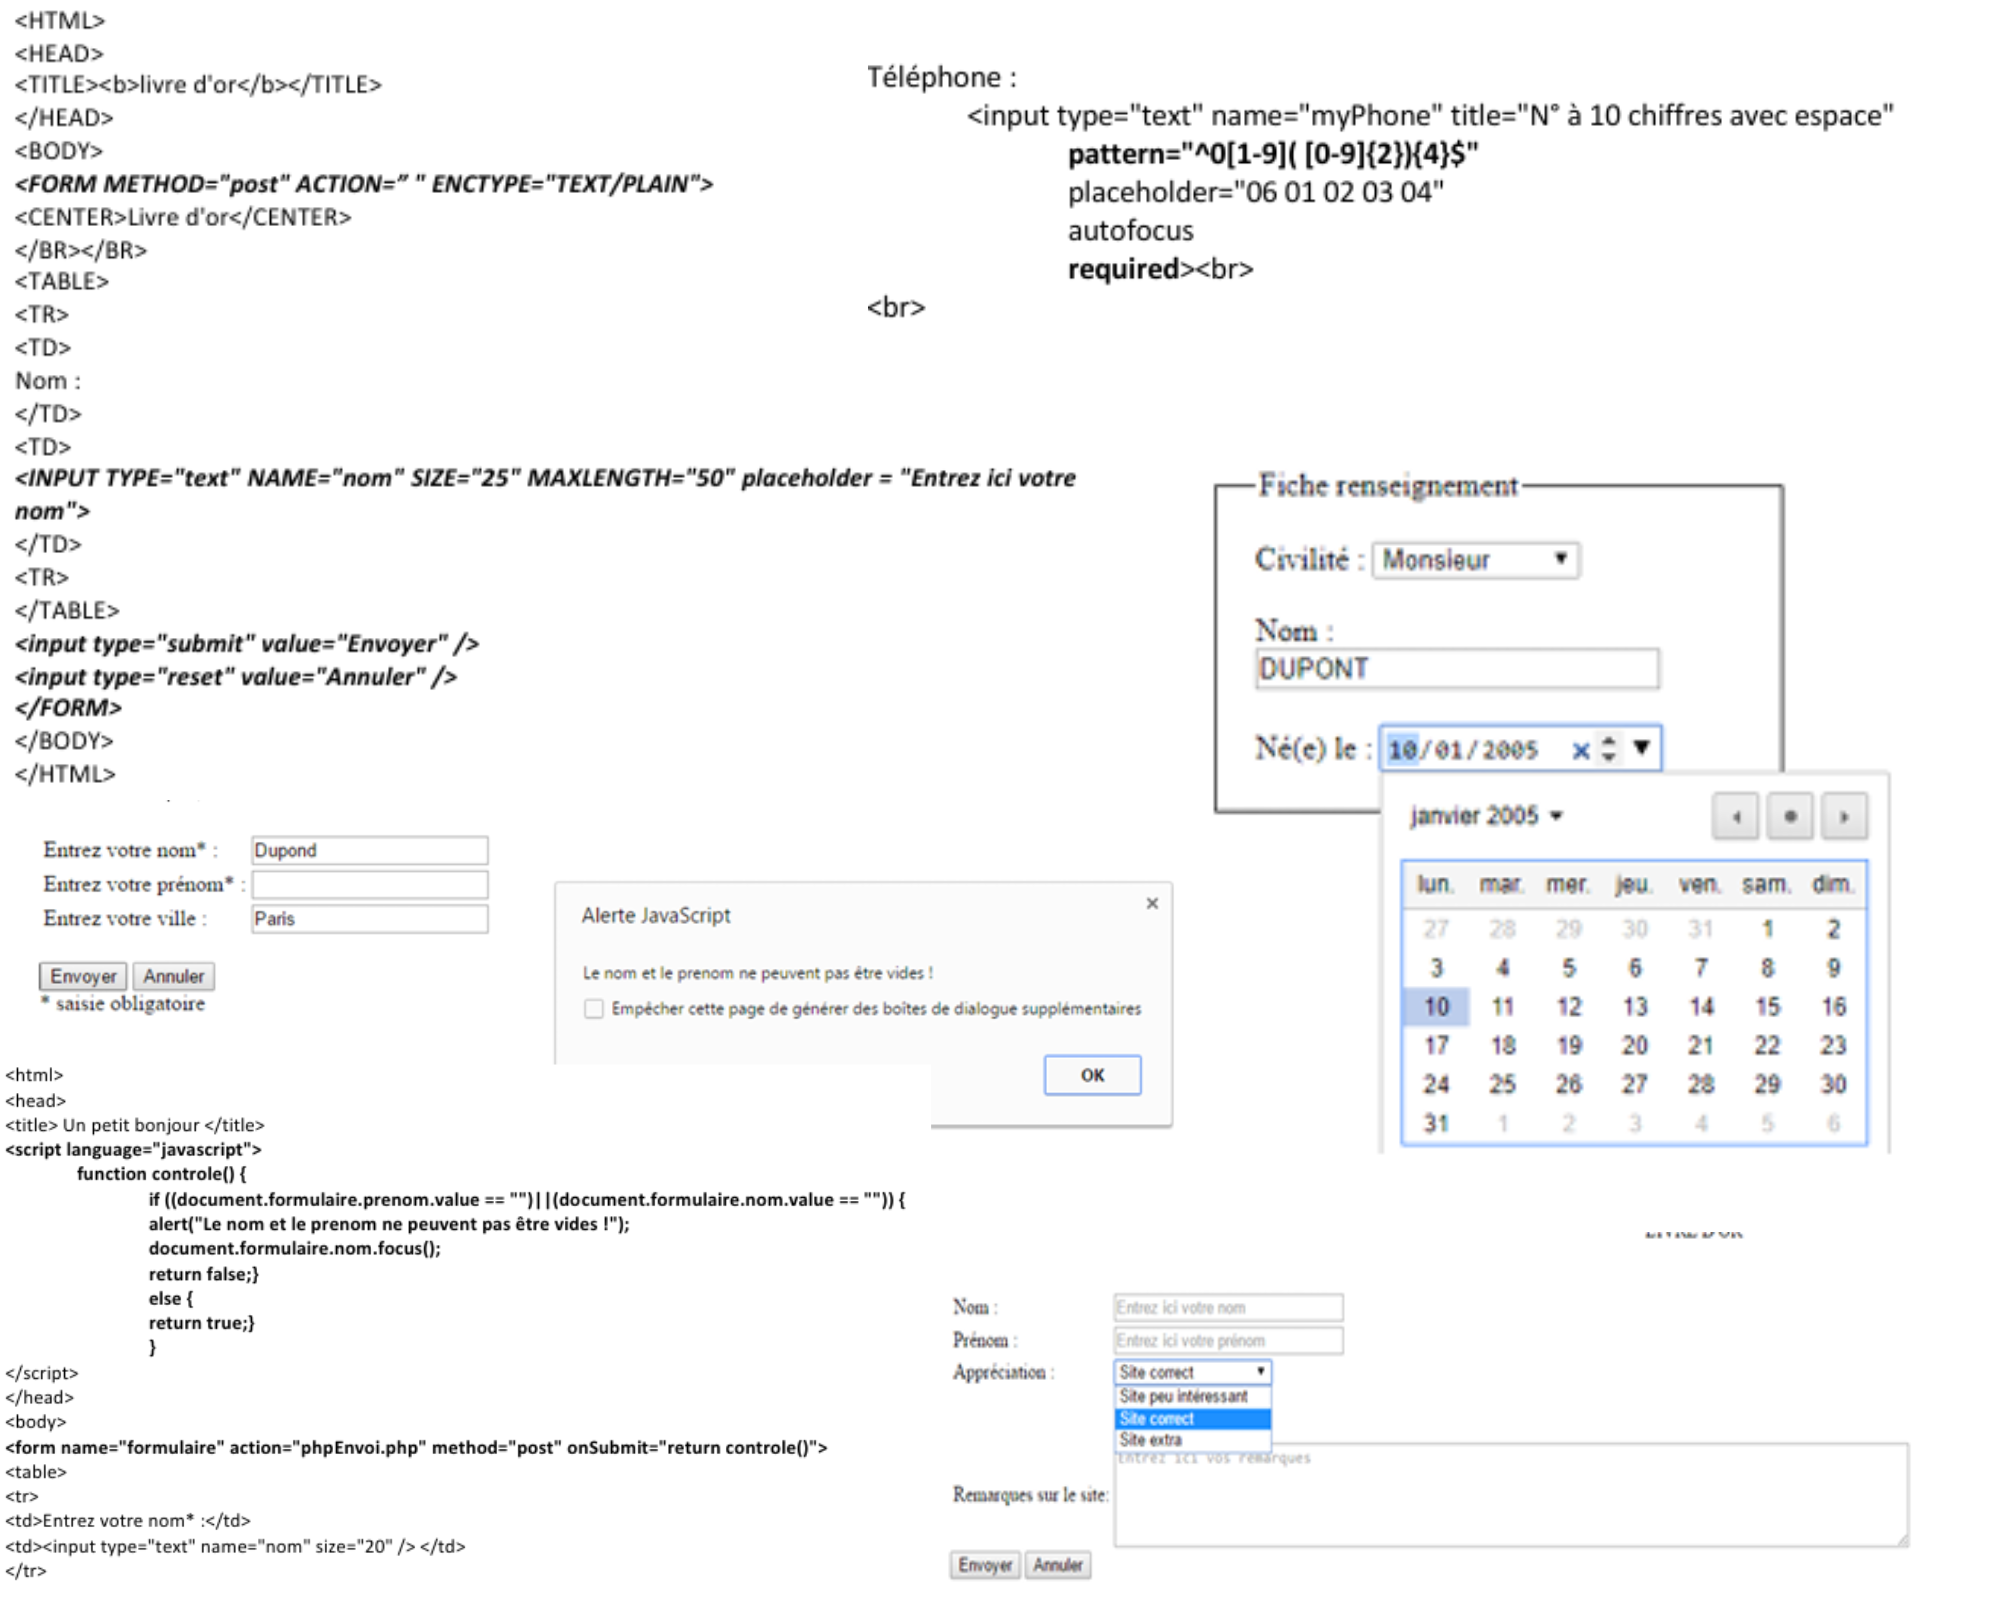 <HTML>
<HEAD>
<TITLE><b>livre d'or</b></TITLE>
</HEAD>
<BODY>
<FORM METHOD="post" ACTION=” " ENCTYPE="TEXT/PLAIN">
<CENTER>Livre d'or</CENTER>
</BR></BR>
<TABLE>
<TR>
<TD>
Nom :
</TD>
<TD>
<INPUT TYPE="text" NAME="nom" SIZE="25" MAXLENGTH="50" placeholder = "Entrez ici votre
nom">
</TD>
<TR>
</TABLE>
<input type="submit" value="Envoyer" />
<input type="reset" value="Annuler" />
</FORM>
</BODY>
</HTML>
Téléphone :
<input type="text" name="myPhone" title="N° à 10 chiffres avec espace"
pattern="^0[1-9]( [0-9]{2}){4}$"
placeholder="06 01 02 03 04"
autofocus
required><br>
<br>
Fiche renseignement
Civilité : Monsieur
Nom :
DUPONT
Né(e) le : 10/01/2005
janvier 2005
lun. mar. mer. jeu. ven. sam. dim.
27 28 29 30 31 1 2
3 4 5 6 7 8 9
10 11 12 13 14 15 16
17 18 19 20 21 22 23
24 25 26 27 28 29 30
31 1 2 3 4 5 6
Entrez votre nom* : Dupond
Entrez votre prénom* :
Entrez votre ville : Paris
Envoyer Annuler
* saisie obligatoire
Alerte JavaScript
Le nom et le prenom ne peuvent pas être vides !
Empêcher cette page de générer des boîtes de dialogue supplémentaires
OK
<html>
<head>
<title> Un petit bonjour </title>
<script language="javascript">
function controle() {
if ((document.formulaire.prenom.value == "")||(document.formulaire.nom.value == "")) {
alert("Le nom et le prenom ne peuvent pas être vides !");
document.formulaire.nom.focus();
return false;}
else {
return true;}
}
</script>
</head>
<body>
<form name="formulaire" action="phpEnvoi.php" method="post" onSubmit="return controle()">
<table>
<tr>
<td>Entrez votre nom* :</td>
<td><input type="text" name="nom" size="20" /> </td>
</tr>
Nom : Entrez ici votre nom
Prénom : Entrez ici votre prénom
Appréciation : Site correct
Site peu intéressant
Site correct
Site extra
Entrez ici vos remarques
Remarques sur le site:
Envoyer Annuler